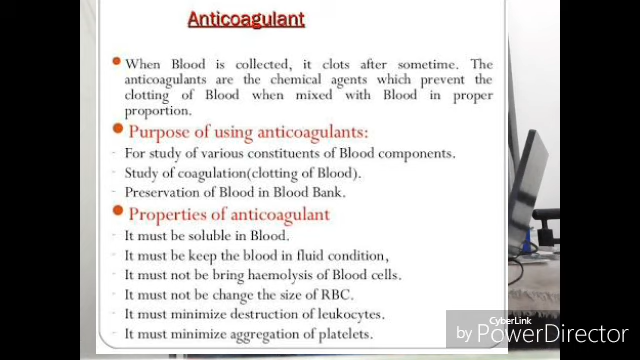 Anticoagulant
When Blood is collected, it clots after sometime. The
anticoagulants are the chemical agents which prevent the
clotting of Blood when mixed with Blood in proper
proportion.
Purpose of using anticoagulants:
- For study of various constituents of Blood components.
- Study of coagulation(clotting of Blood).
- Preservation of Blood in Blood Bank.
Properties of anticoagulant
- It must be soluble in Blood.
- It must be keep the blood in fluid condition,
- It must not be bring haemolysis of Blood cells.
- It must not be change the size of RBC.
- It must minimize destruction of leukocytes.
- It must minimize aggregation of platelets.
CyberLink
by PowerDirector